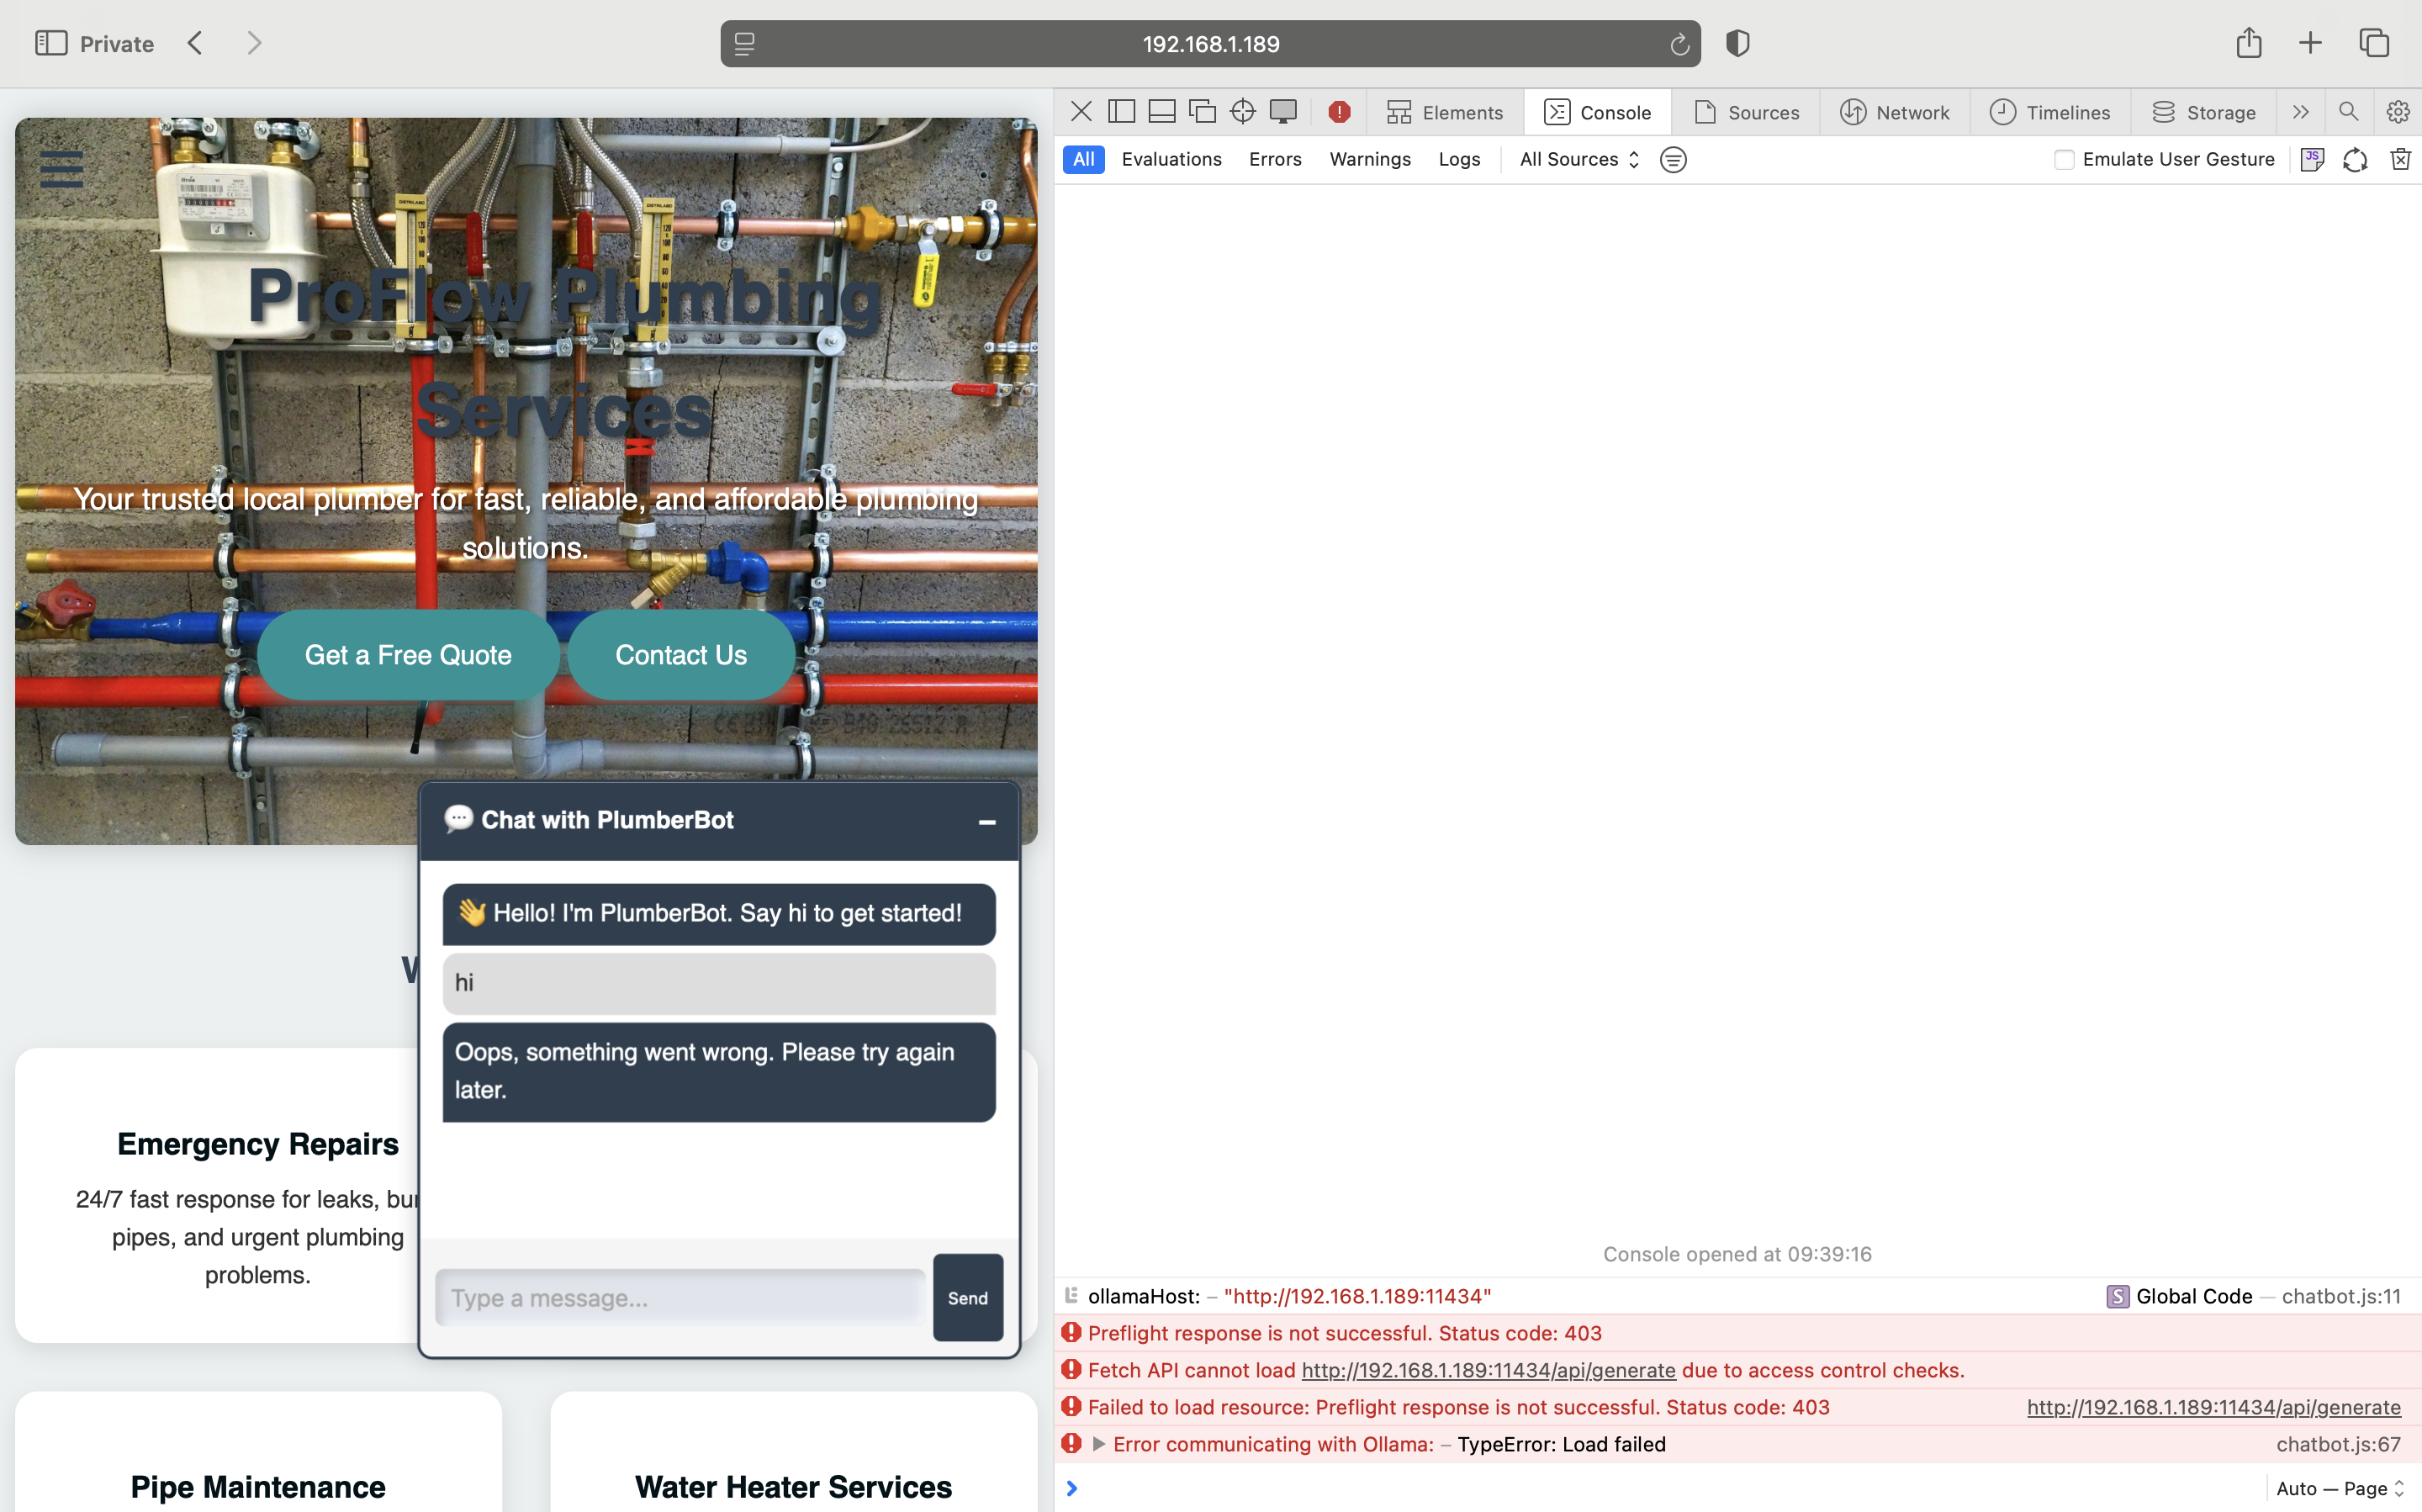 Private
192.168.1.189
Elements
Console
Sources
Network
Timelines
Storage
All
Evaluations
Errors
Warnings
Logs
All Sources
Emulate User Gesture
ProFlow Plumbing
Services
Your trusted local plumber for fast, reliable, and affordable plumbing
solutions.
Get a Free Quote
Contact Us
💬 Chat with PlumberBot
👋 Hello! I'm PlumberBot. Say hi to get started!
hi
Oops, something went wrong. Please try again
later.
Type a message...
Send
W
Emergency Repairs
24/7 fast response for leaks, bur
pipes, and urgent plumbing
problems.
Pipe Maintenance
Water Heater Services
Console opened at 09:39:16
ollamaHost: – "http://192.168.1.189:11434"
S Global Code — chatbot.js:11
Preflight response is not successful. Status code: 403
Fetch API cannot load http://192.168.1.189:11434/api/generate due to access control checks.
Failed to load resource: Preflight response is not successful. Status code: 403
http://192.168.1.189:11434/api/generate
Error communicating with Ollama: – TypeError: Load failed
chatbot.js:67
Auto — Page